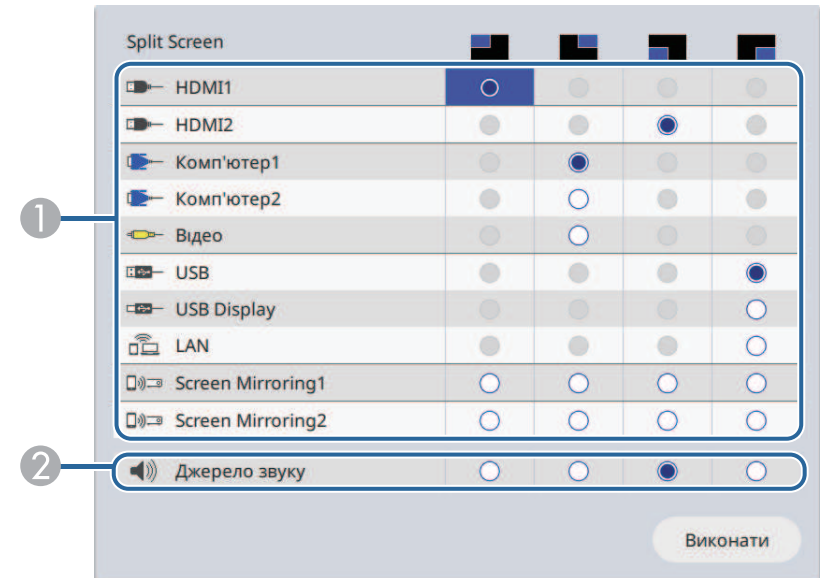 Split Screen
HDMI1
HDMI2
Комп'ютер1
Комп'ютер2
Відео
USB
USB Display
LAN
Screen Mirroring1
Screen Mirroring2
Джерело звуку
Виконати
1
2